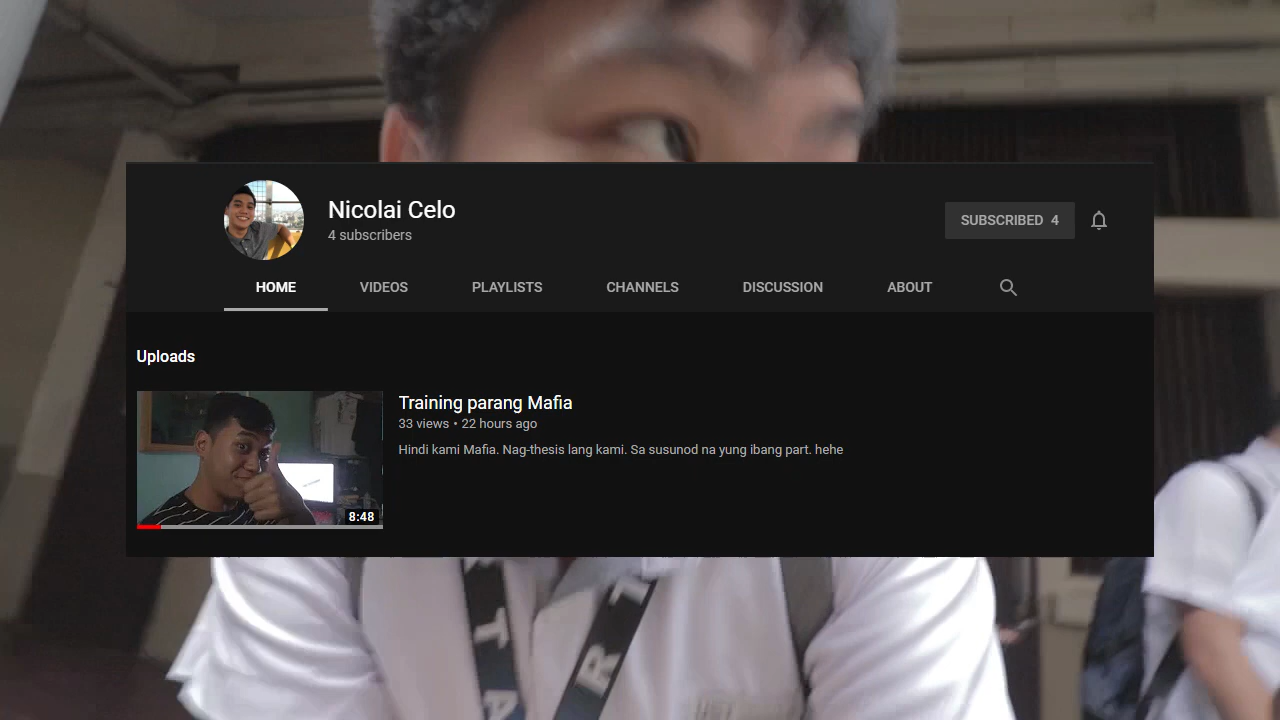 Nicolai Celo
4 subscribers
SUBSCRIBED 4
HOME VIDEOS PLAYLISTS CHANNELS DISCUSSION ABOUT
Uploads
8:48
Training parang Mafia
33 views • 22 hours ago
Hindi kami Mafia. Nag-thesis lang kami. Sa susunod na yung ibang part. hehe